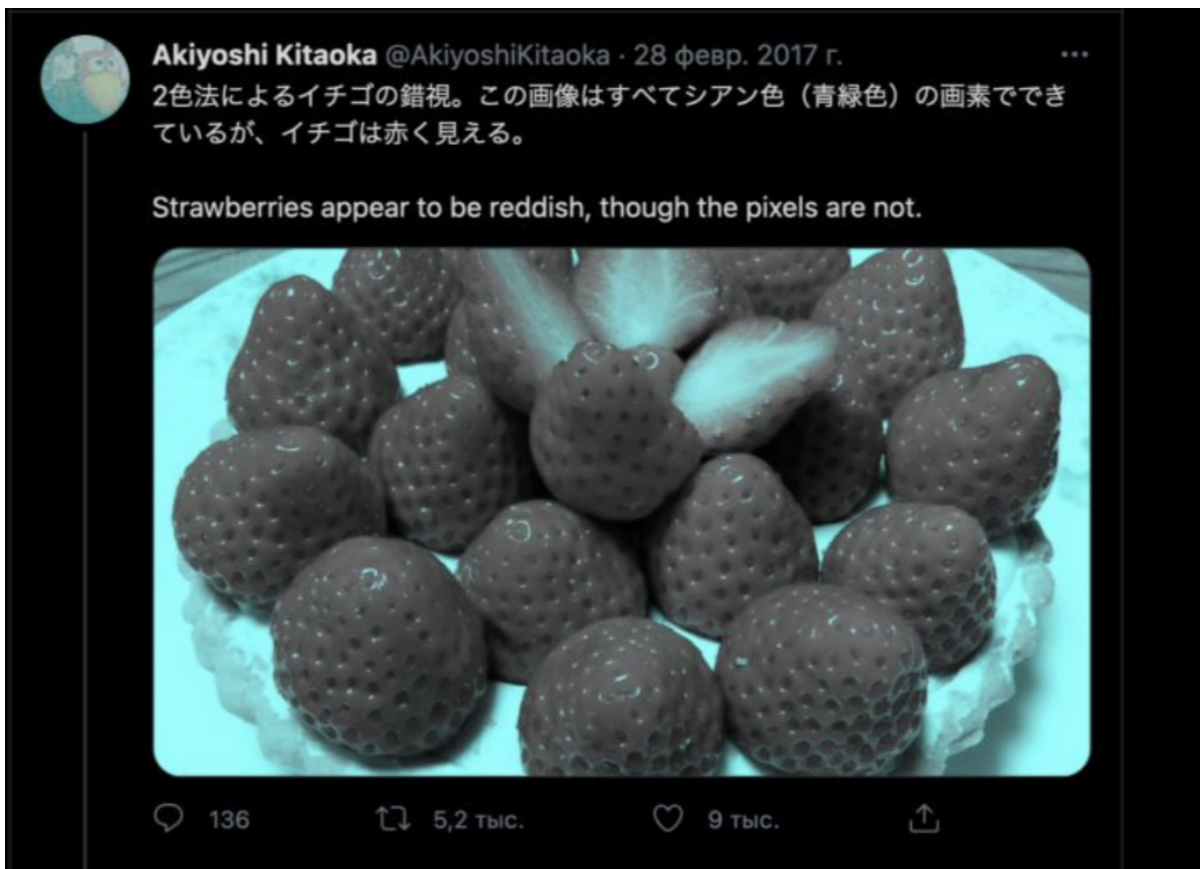 Akiyoshi Kitaoka @AkiyoshiKitaoka · 28 февр. 2017 г.
2色法によるイチゴの錯視。この画像はすべてシアン色（青緑色）の画素ででき
ているが、イチゴは赤く見える。
Strawberries appear to be reddish, though the pixels are not.
136 5,2 тыс. 9 тыс.